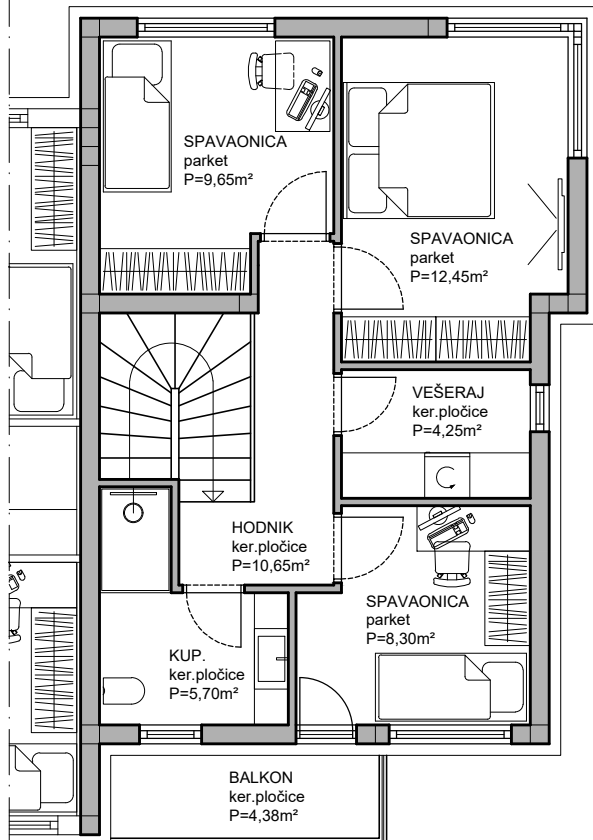 SPAVAONICA
parket
P=9,65m²
SPAVAONICA
parket
P=12,45m²
VEŠERAJ
ker.pločice
P=4,25m²
HODNIK
ker.pločice
P=10,65m²
SPAVAONICA
parket
P=8,30m²
KUP.
ker.pločice
P=5,70m²
BALKON
ker.pločice
P=4,38m²